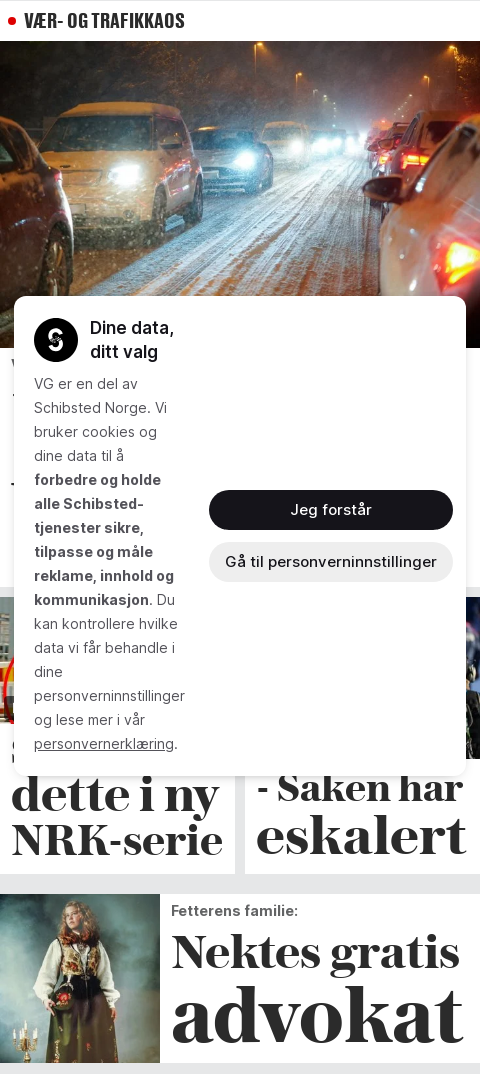 VÆR- OG TRAFIKKAOS
Dine data,
ditt valg
VG er en del av
Schibsted Norge. Vi
bruker cookies og
dine data til å
forbedre og holde
alle Schibsted-
tjenester sikre,
tilpasse og måle
reklame, innhold og
kommunikasjon. Du
kan kontrollere hvilke
data vi får behandle i
dine
personverninnstillinger
og lese mer i vår
personvernerklæring.
Jeg forstår
Gå til personverninnstillinger
dette i ny
NRK-serie
- Saken har
eskalert
Fetterens familie:
Nektes gratis
advokat